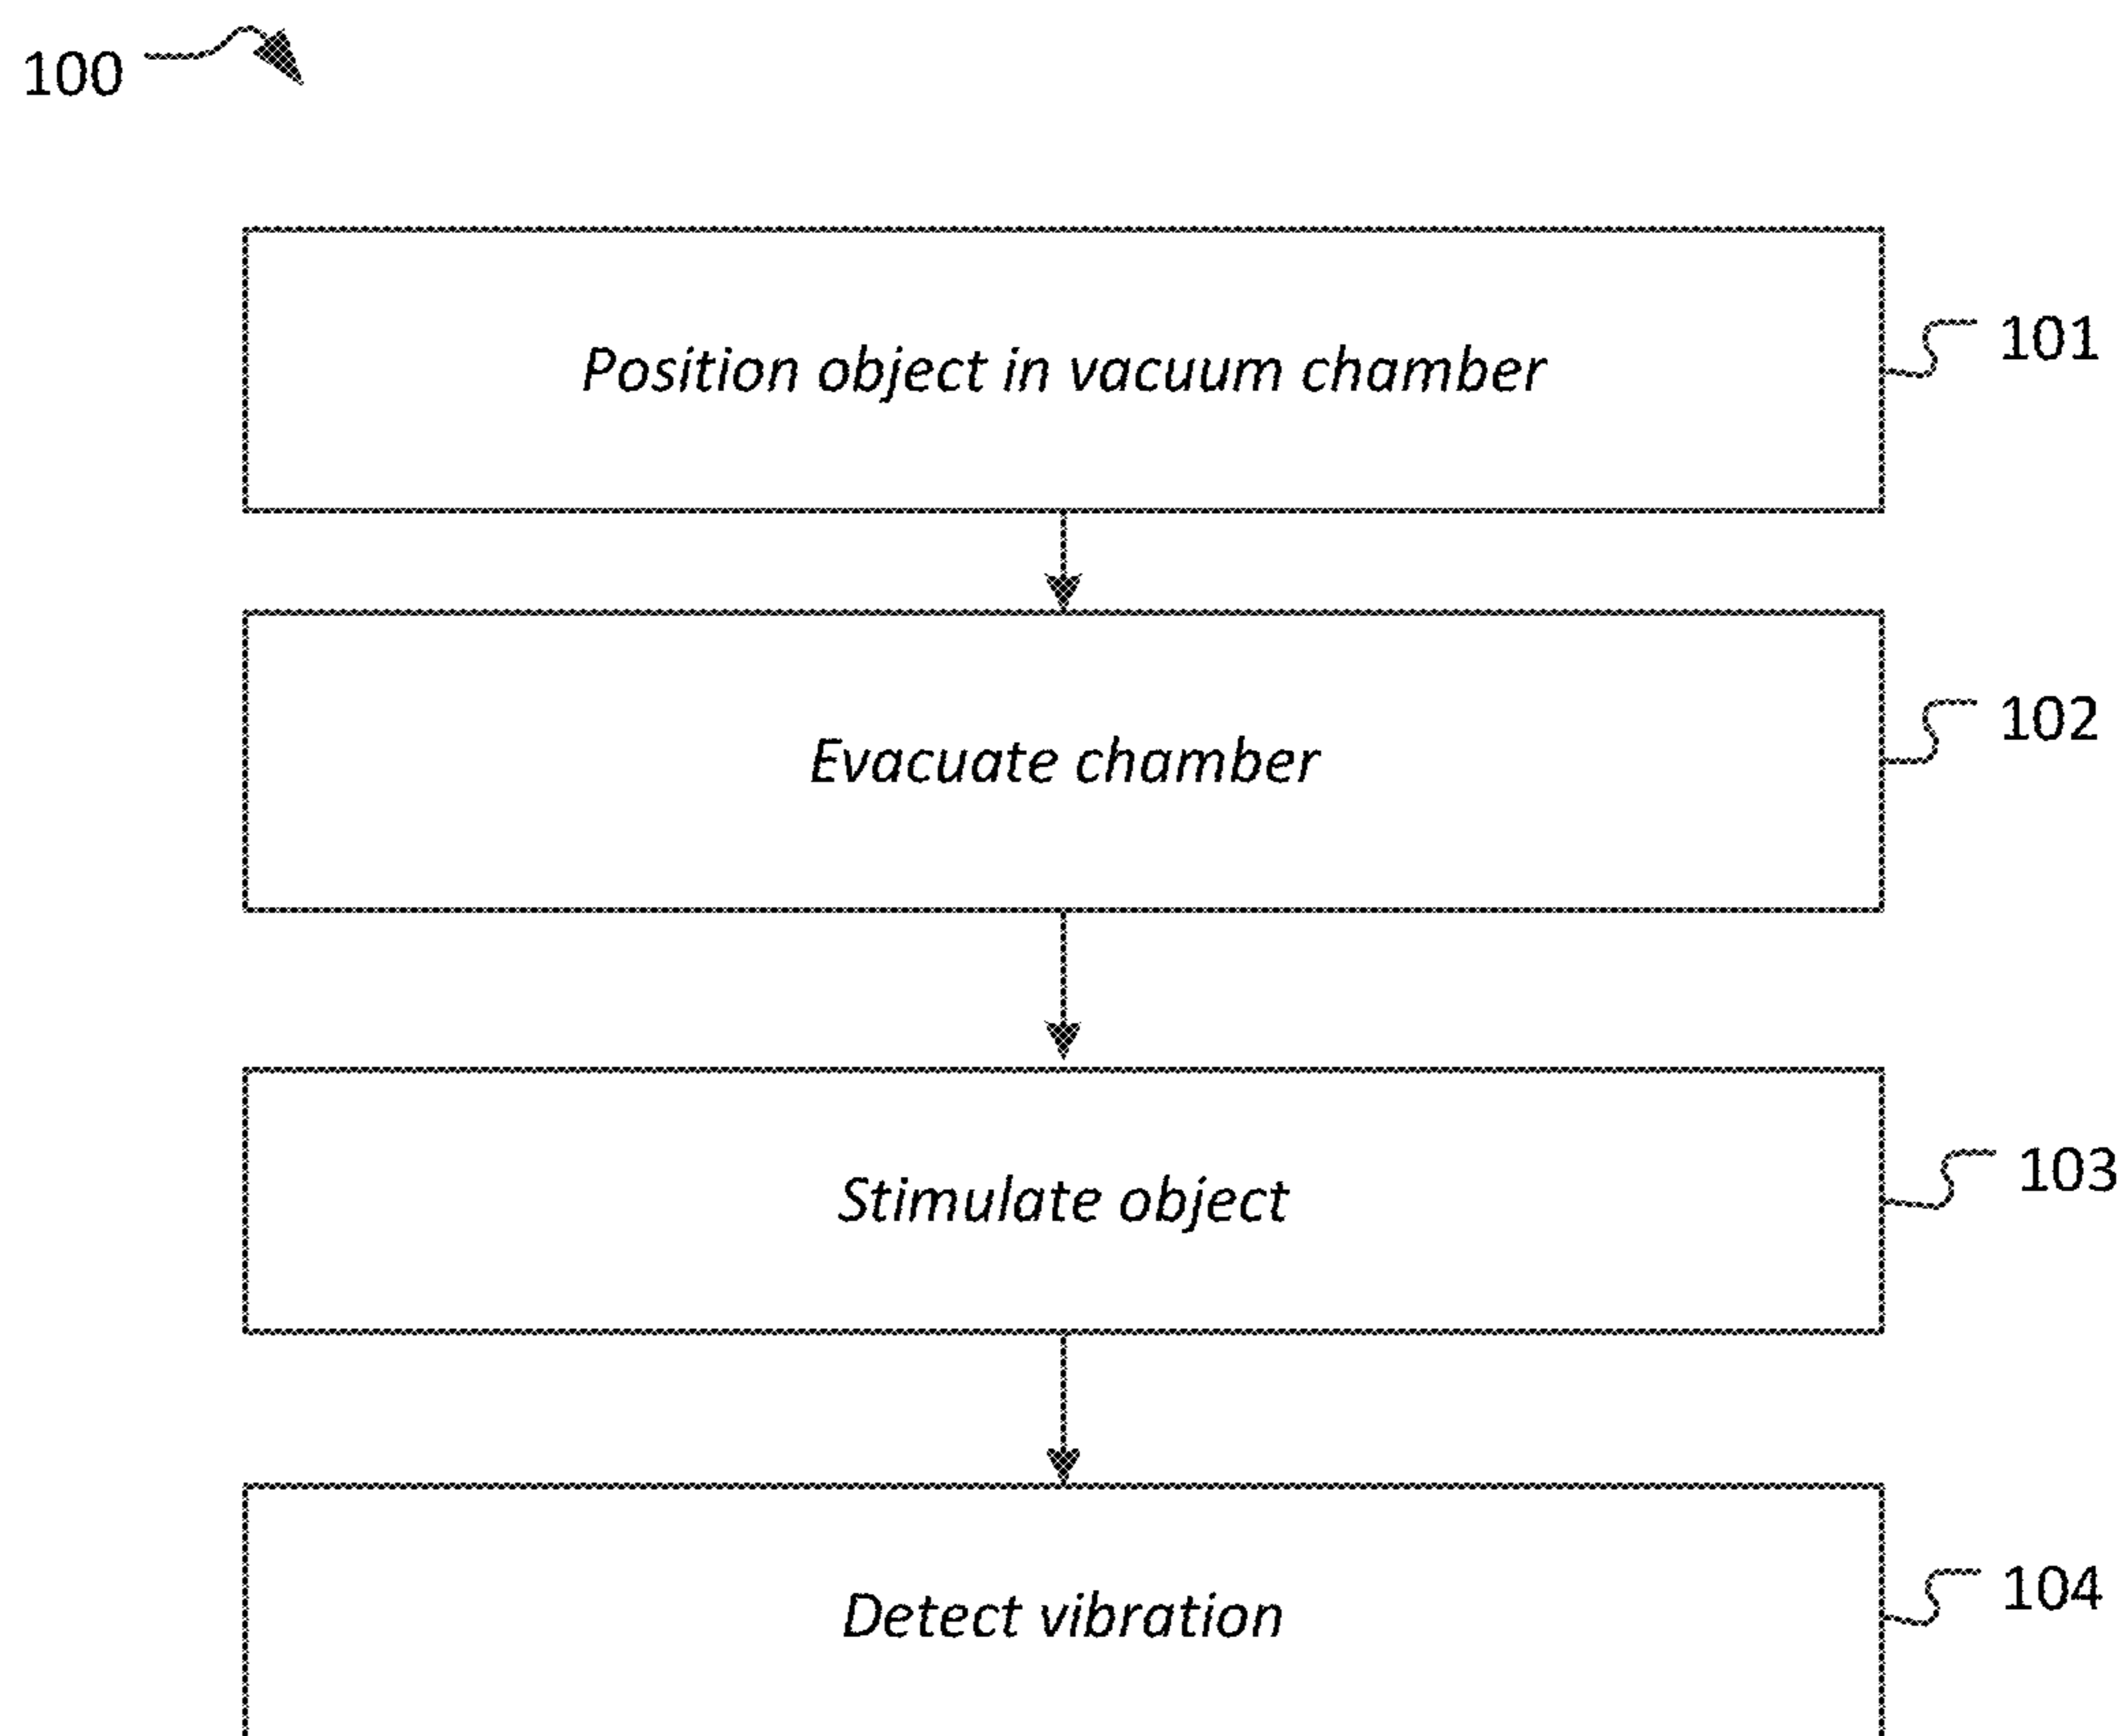 100
Position object in vacuum chamber
101
Evacuate chamber
102
Stimulate object
103
Detect vibration
104